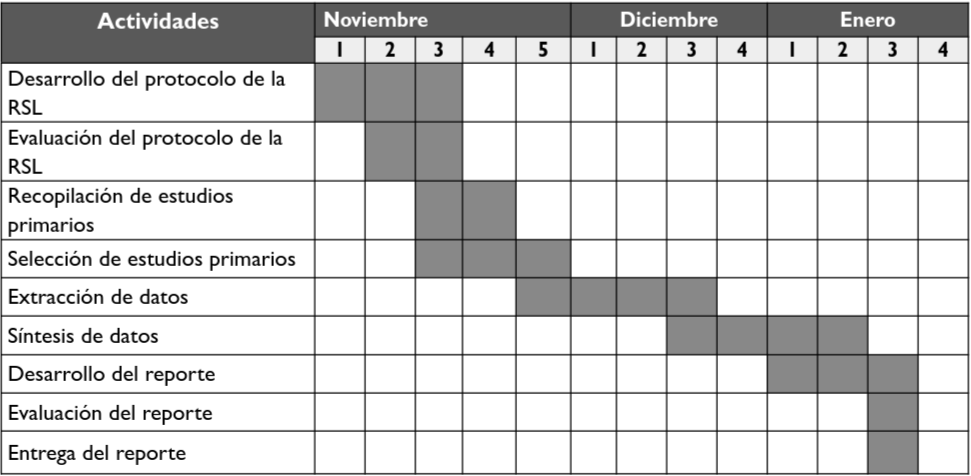 Actividades Noviembre Diciembre Enero
1 2 3 4 5 1 2 3 4 1 2 3 4
Desarrollo del protocolo de la
RSL
Evaluación del protocolo de la
RSL
Recopilación de estudios
primarios
Selección de estudios primarios
Extracción de datos
Síntesis de datos
Desarrollo del reporte
Evaluación del reporte
Entrega del reporte